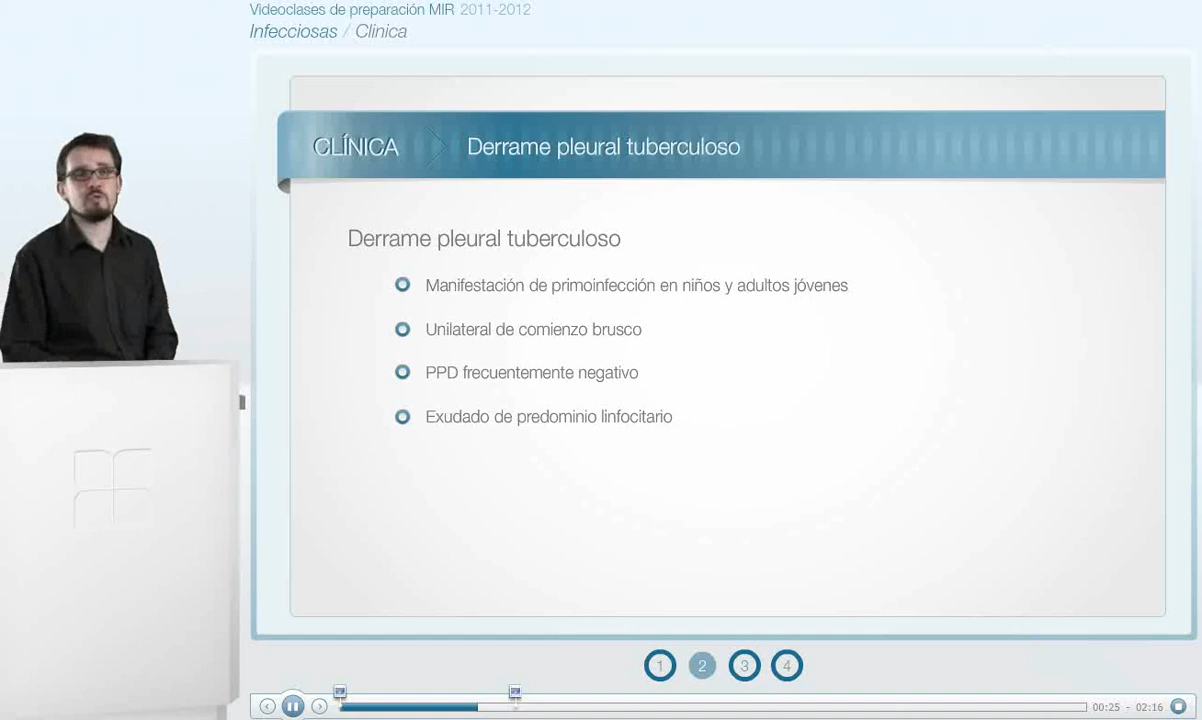 Videoclases de preparación MIR 2011-2012
Infecciosas / Clinica
CLÍNICA Derrame pleural tuberculoso
Derrame pleural tuberculoso
Manifestación de primoinfección en niños y adultos jóvenes
Unilateral de comienzo brusco
PPD frecuentemente negativo
Exudado de predominio linfocitario
1 2 3 4
00:25 - 02:16